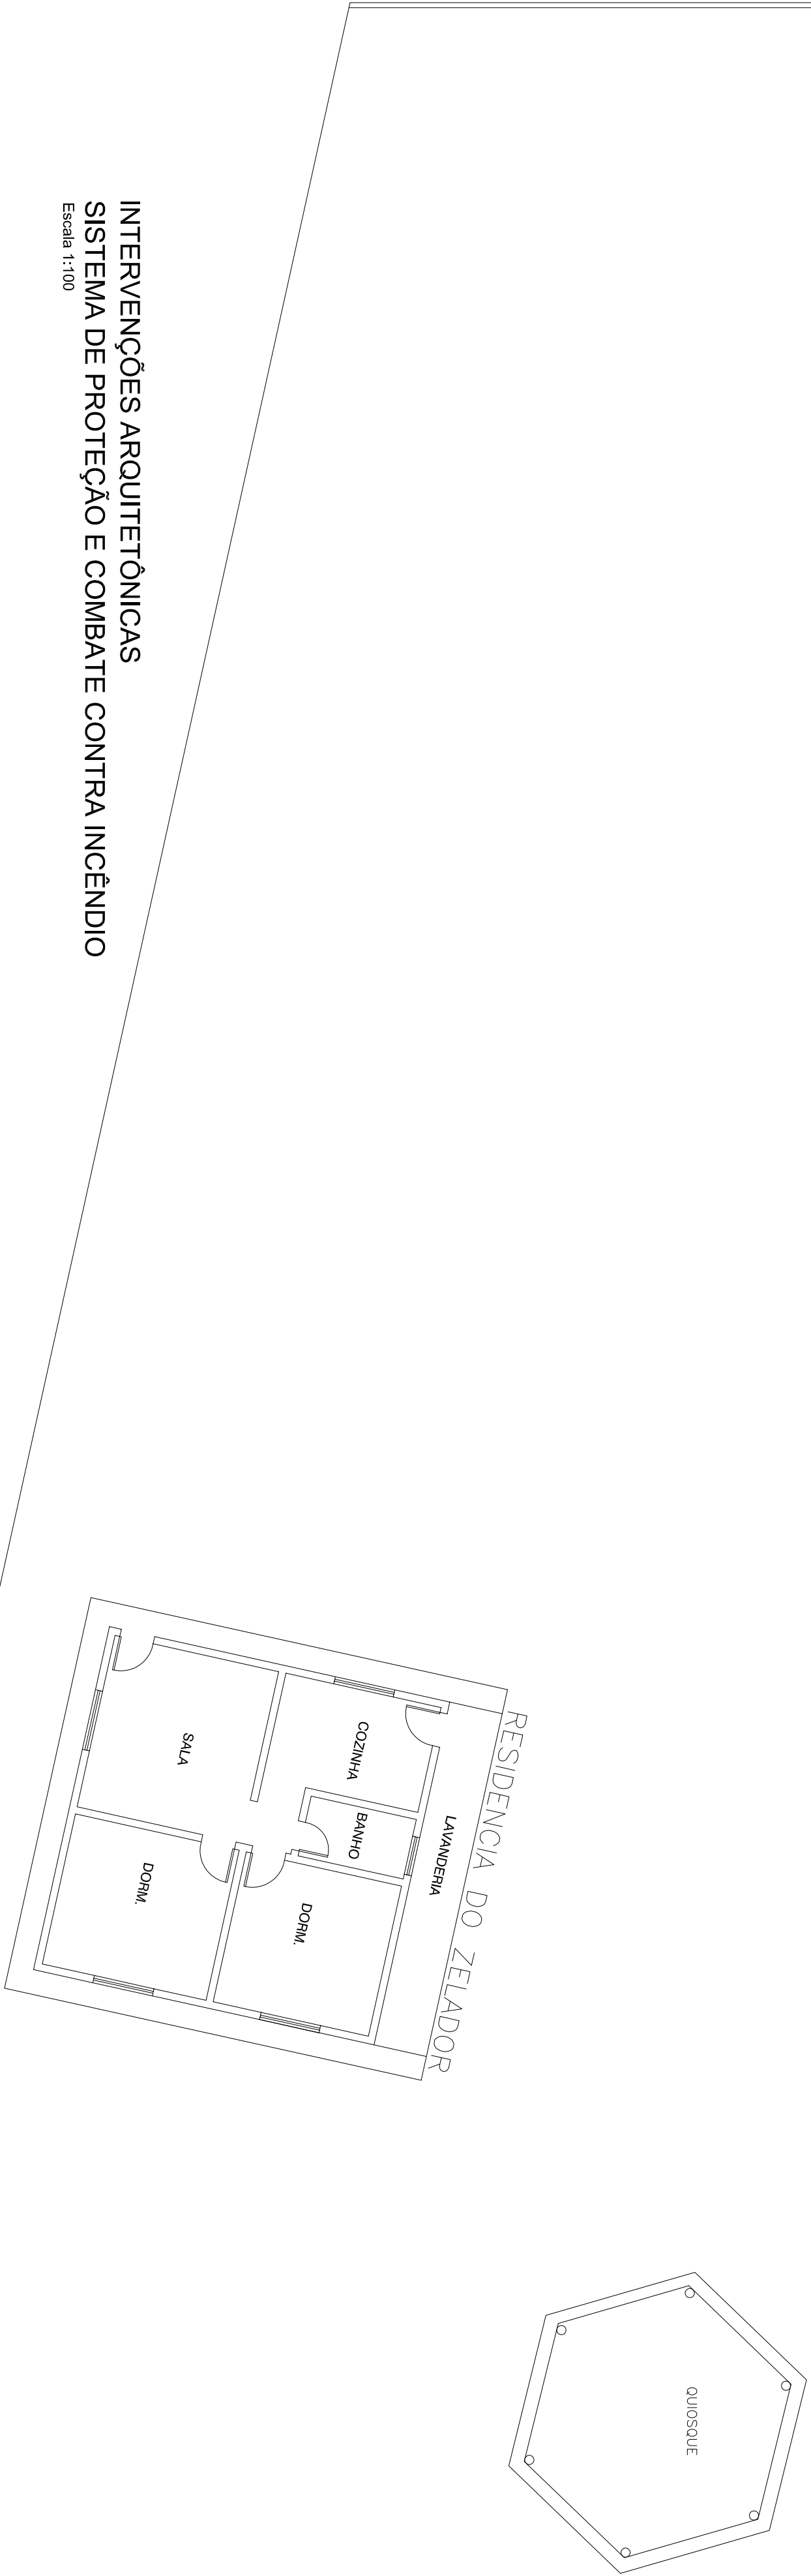 INTERVENÇÕES ARQUITETÔNICAS
SISTEMA DE PROTEÇÃO E COMBATE CONTRA INCÊNDIO
Escala 1:100
RESIDENCIA DO ZELADOR
LAVANDERIA
COZINHA
BANHO
DORM.
SALA
DORM.
QUIOSQUE